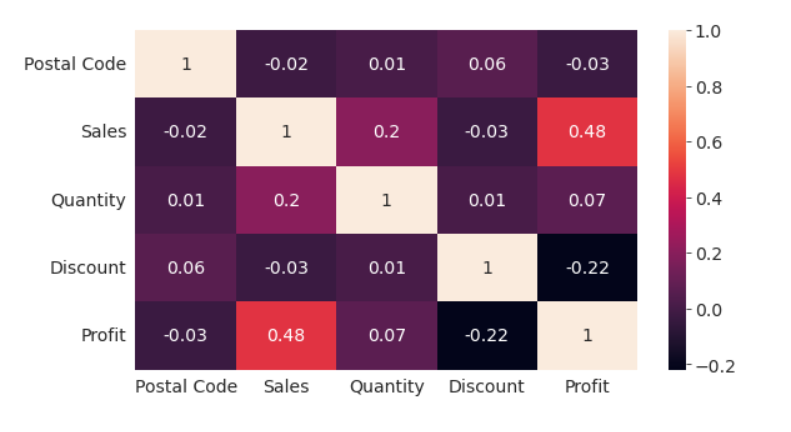 Postal Code 1 -0.02 0.01 0.06 -0.03
Sales -0.02 1 0.2 -0.03 0.48
Quantity 0.01 0.2 1 0.01 0.07
Discount 0.06 -0.03 0.01 1 -0.22
Profit -0.03 0.48 0.07 -0.22 1
Postal Code Sales Quantity Discount Profit
1.0
0.8
0.6
0.4
0.2
0.0
−0.2